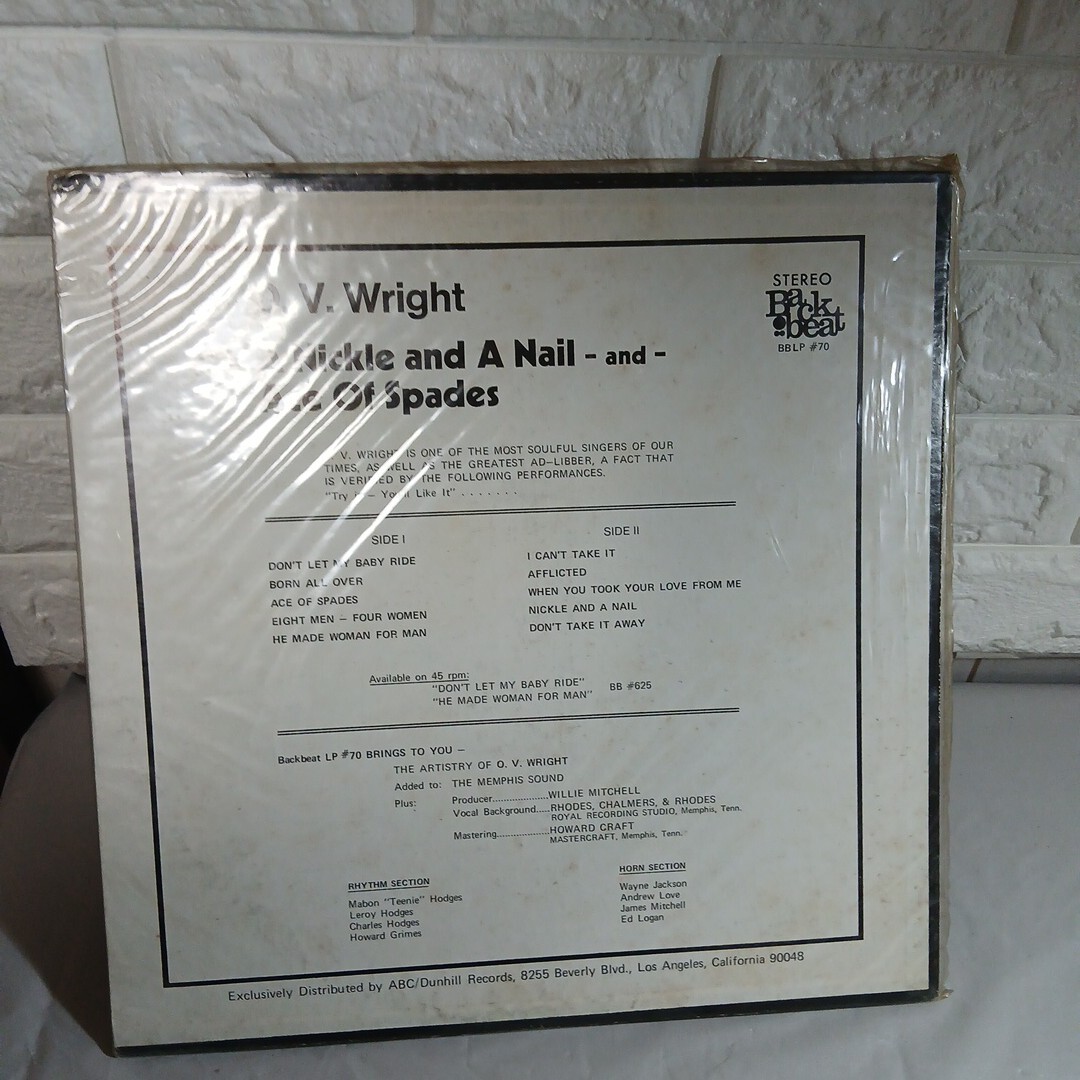 V. Wright
STEREO
Back beat
BBLP #70
Nickle and A Nail – and –
Ace Of Spades
V. WRIGHT IS ONE OF THE MOST SOULFUL SINGERS OF OUR
TIMES, AS WELL AS THE GREATEST AD–LIBBER, A FACT THAT
IS VERIFIED BY THE FOLLOWING PERFORMANCES.
"Try it – You'll Like It" . . . . . . .
SIDE I
DON'T LET MY BABY RIDE
BORN ALL OVER
ACE OF SPADES
EIGHT MEN – FOUR WOMEN
HE MADE WOMAN FOR MAN
SIDE II
I CAN'T TAKE IT
AFFLICTED
WHEN YOU TOOK YOUR LOVE FROM ME
NICKLE AND A NAIL
DON'T TAKE IT AWAY
Available on 45 rpm:
"DON'T LET MY BABY RIDE"
"HE MADE WOMAN FOR MAN" BB #625
Backbeat LP #70 BRINGS TO YOU –
THE ARTISTRY OF O. V. WRIGHT
Added to: THE MEMPHIS SOUND
Plus: Producer...................WILLIE MITCHELL
Vocal Background.....RHODES, CHALMERS, & RHODES
ROYAL RECORDING STUDIO, Memphis, Tenn.
Mastering..................HOWARD CRAFT
MASTERCRAFT, Memphis, Tenn.
RHYTHM SECTION
Mabon "Teenie" Hodges
Leroy Hodges
Charles Hodges
Howard Grimes
HORN SECTION
Wayne Jackson
Andrew Love
James Mitchell
Ed Logan
Exclusively Distributed by ABC/Dunhill Records, 8255 Beverly Blvd., Los Angeles, California 90048